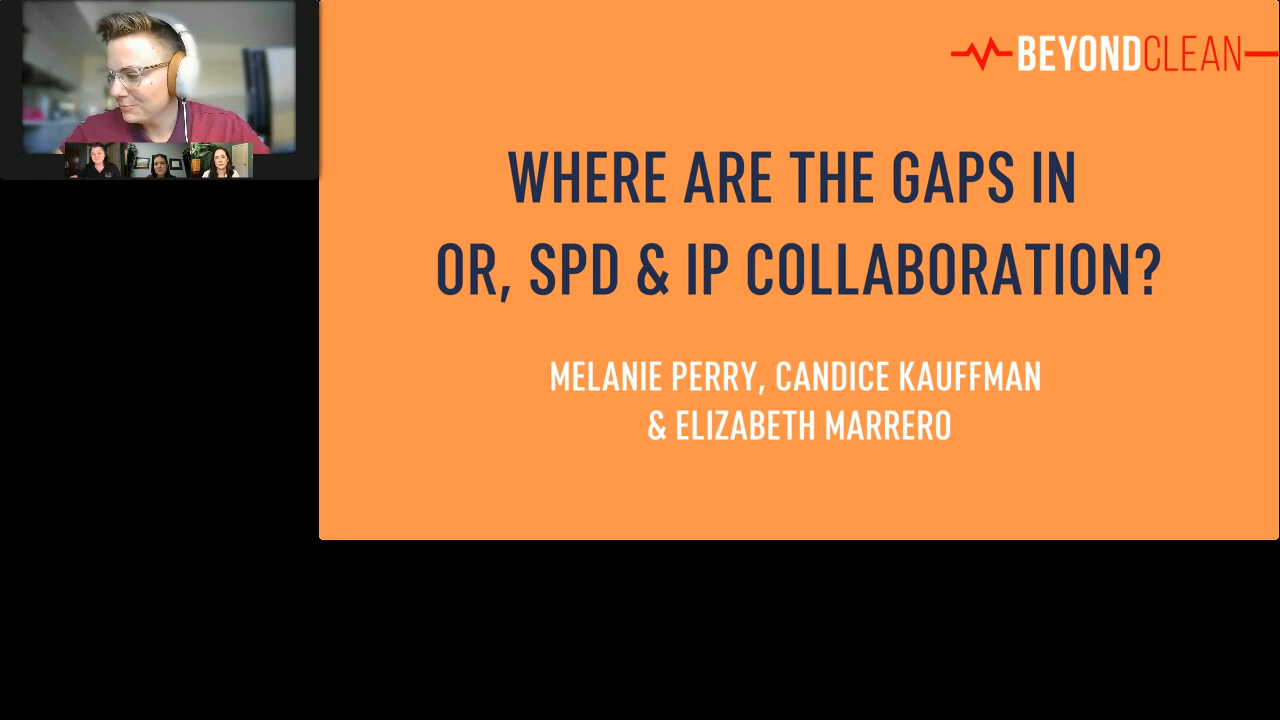 BEYONDCLEAN
WHERE ARE THE GAPS IN
OR, SPD & IP COLLABORATION?
MELANIE PERRY, CANDICE KAUFFMAN
& ELIZABETH MARRERO